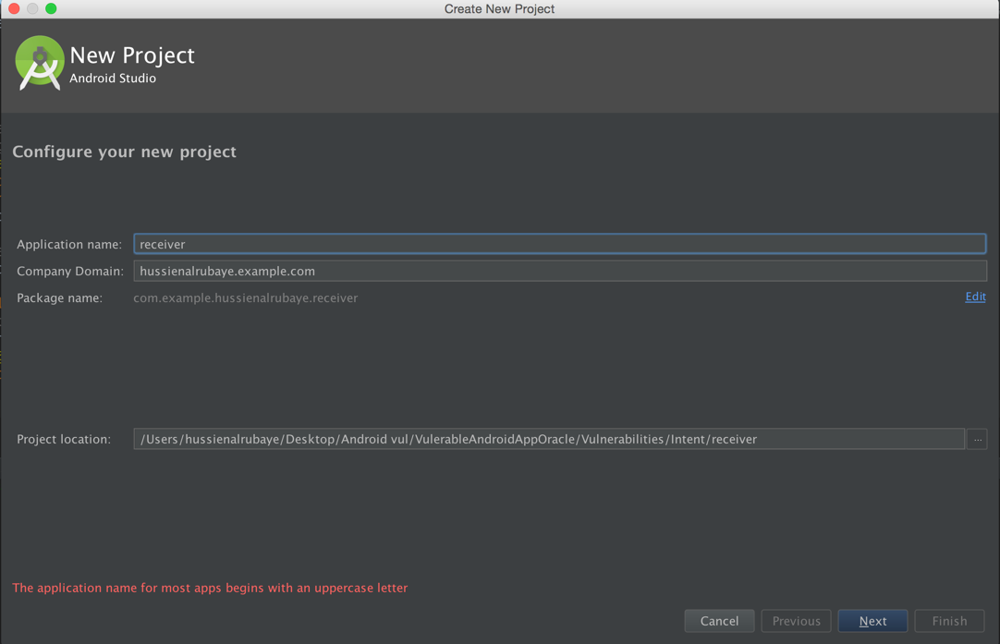 Create New Project
New Project
Android Studio
Configure your new project
Application name: receiver
Company Domain: hussienalrubaye.example.com
Package name: com.example.hussienalrubaye.receiver Edit
Project location: /Users/hussienalrubaye/Desktop/Android vul/VulerableAndroidAppOracle/Vulnerabilities/Intent/receiver ...
The application name for most apps begins with an uppercase letter
Cancel Previous Next Finish